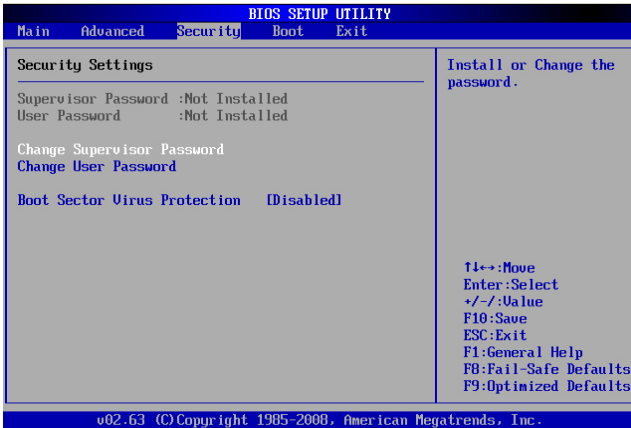 BIOS SETUP UTILITY
Main Advanced Security Boot Exit
Security Settings
Supervisor Password :Not Installed
User Password :Not Installed
Change Supervisor Password
Change User Password
Boot Sector Virus Protection [Disabled]
Install or Change the
password.
↑↓↔:Move
Enter:Select
+/-/:Value
F10:Save
ESC:Exit
F1:General Help
F8:Fail-Safe Defaults
F9:Optimized Defaults
v02.63 (C)Copyright 1985-2008, American Megatrends, Inc.